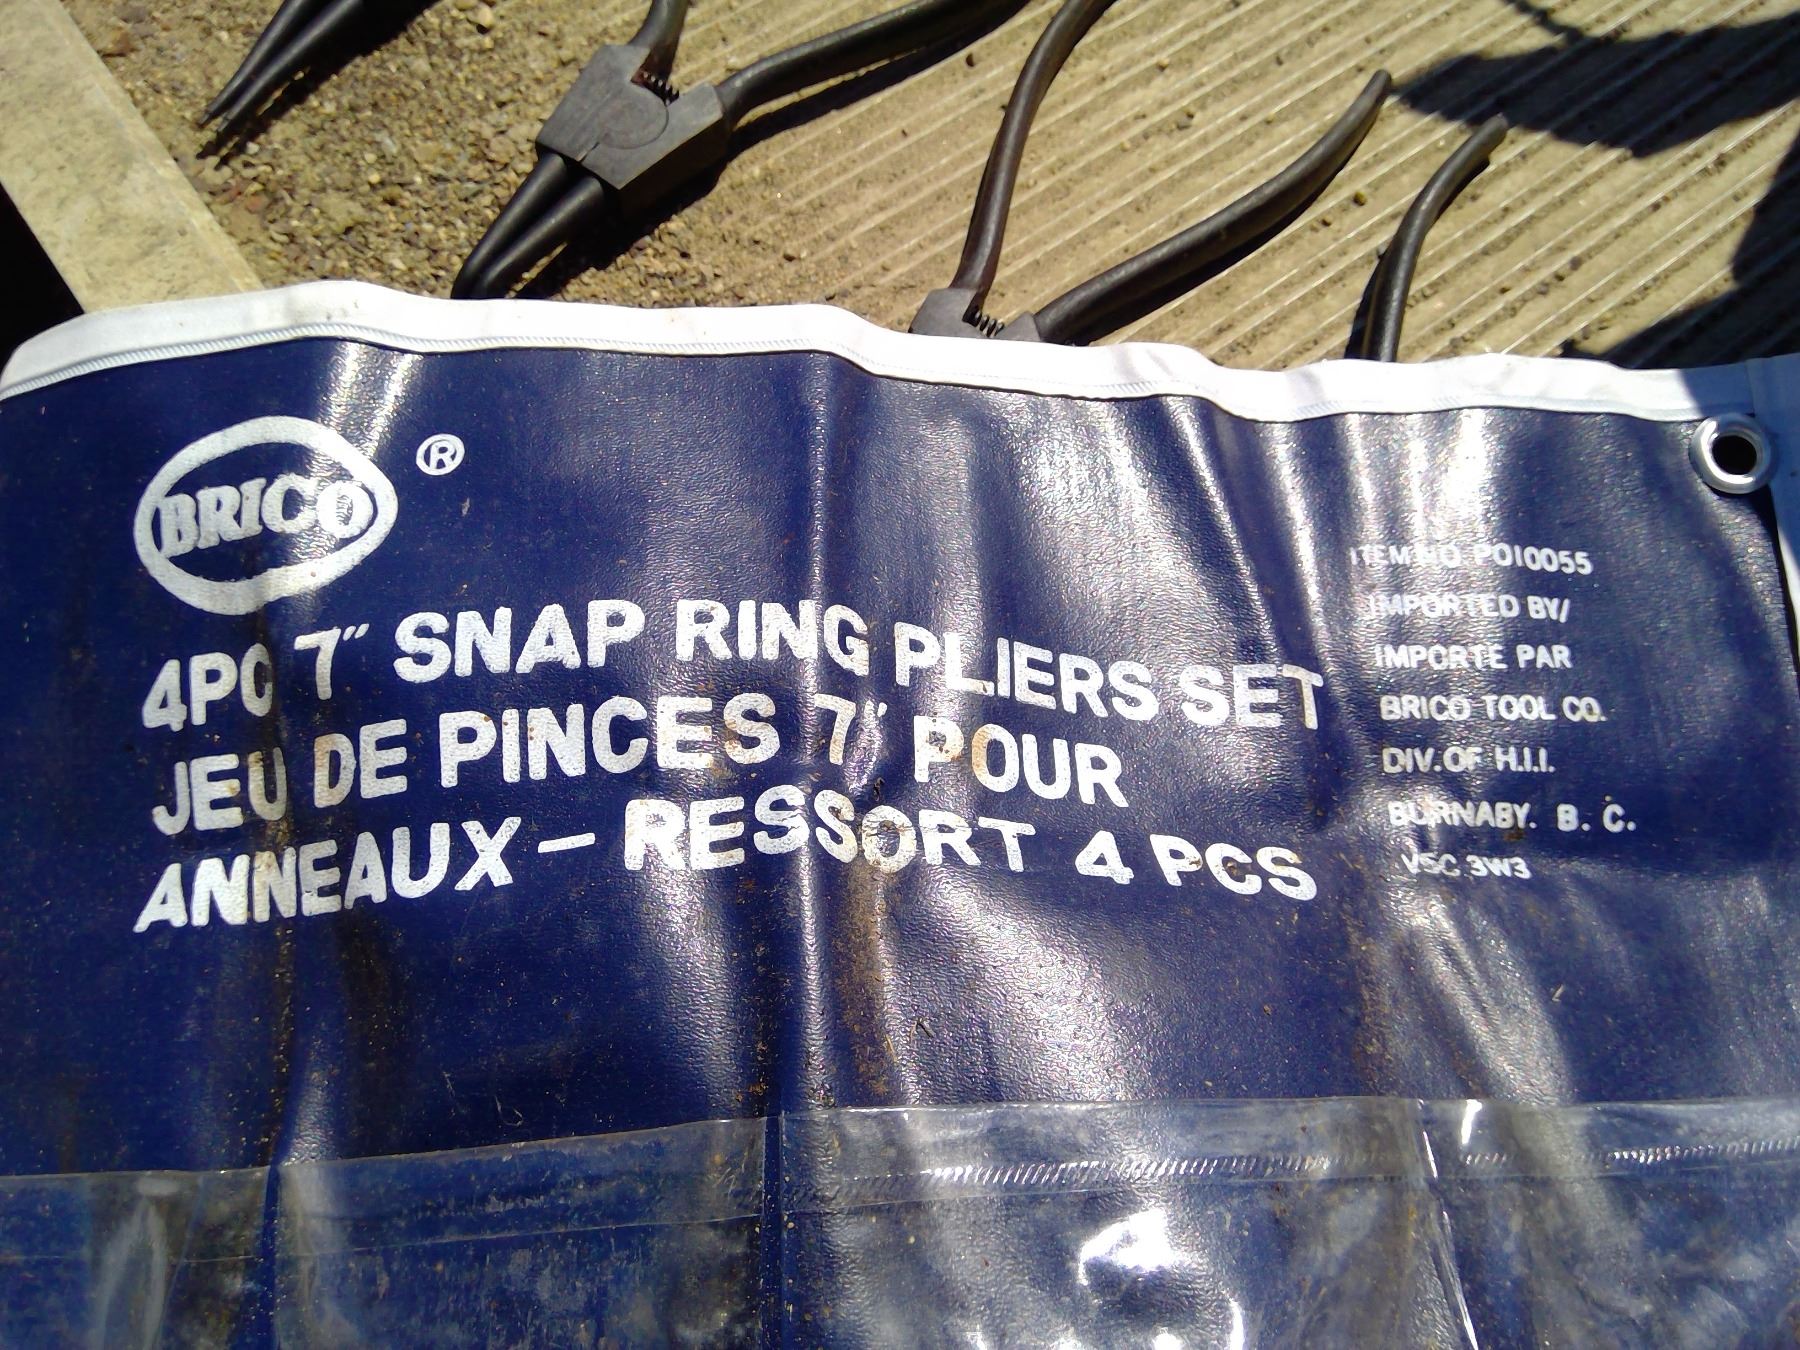 BRICO ®
4PC 7" SNAP RING PLIERS SET
JEU DE PINCES 7" POUR
ANNEAUX - RESSORT 4 PCS
ITEM NO. PO10055
IMPORTED BY/
IMPORTE PAR
BRICO TOOL CO.
DIV. OF H.I.I.
BURNABY. B. C.
V5C 3W3